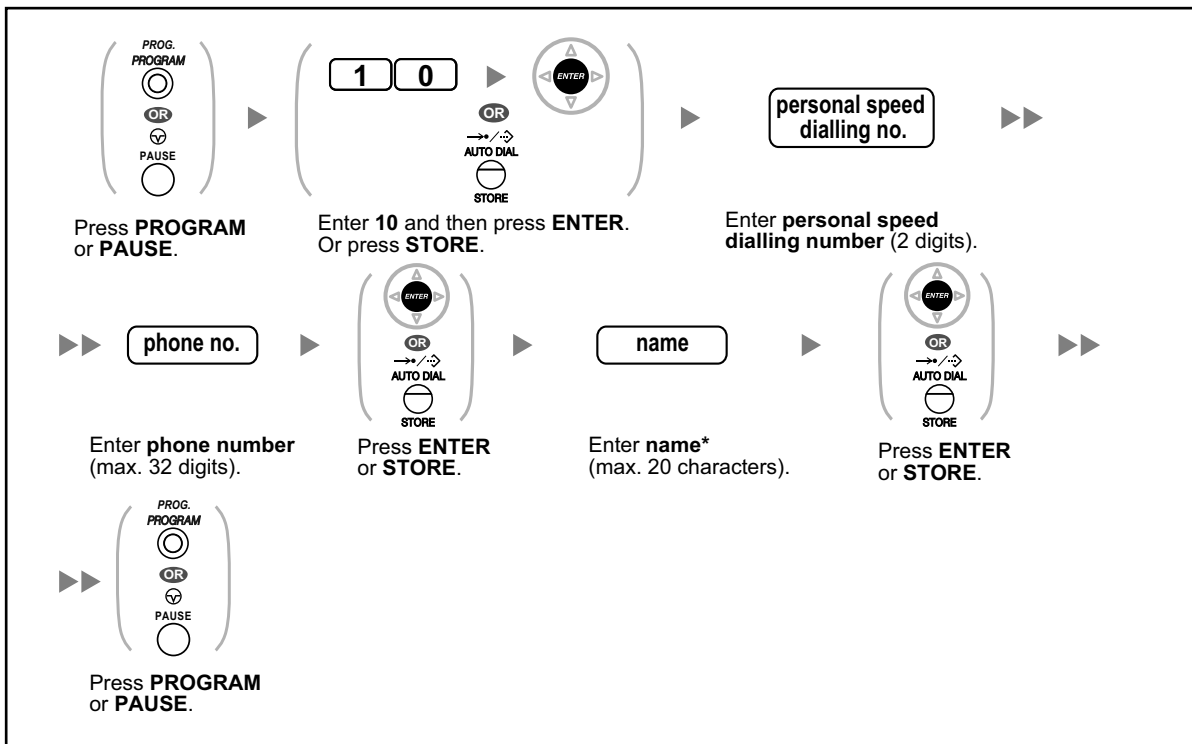 PROG.
PROGRAM
OR
PAUSE
Press PROGRAM
or PAUSE.
1 0
ENTER
OR
AUTO DIAL
STORE
Enter 10 and then press ENTER.
Or press STORE.
personal speed
dialling no.
Enter personal speed
dialling number (2 digits).
phone no.
Enter phone number
(max. 32 digits).
ENTER
OR
AUTO DIAL
STORE
Press ENTER
or STORE.
name
Enter name*
(max. 20 characters).
ENTER
OR
AUTO DIAL
STORE
Press ENTER
or STORE.
PROG.
PROGRAM
OR
PAUSE
Press PROGRAM
or PAUSE.